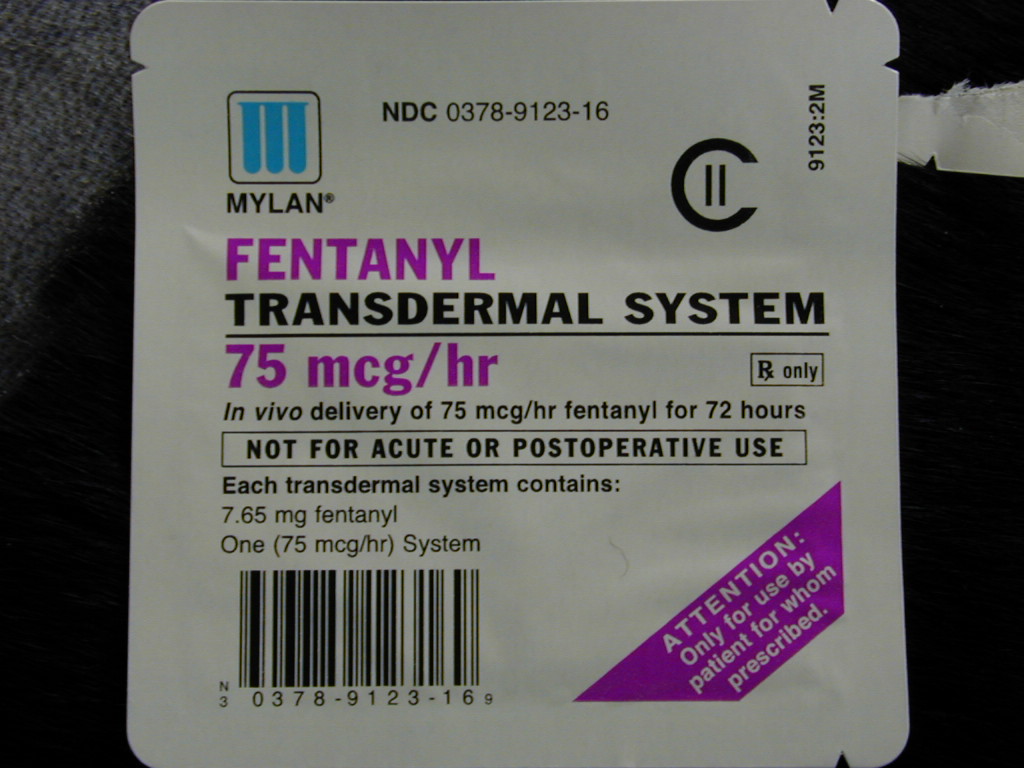 NDC 0378-9123-16
9123:2M
MYLAN®
CII
FENTANYL
TRANSDERMAL SYSTEM
75 mcg/hr
Rx only
In vivo delivery of 75 mcg/hr fentanyl for 72 hours
NOT FOR ACUTE OR POSTOPERATIVE USE
Each transdermal system contains:
7.65 mg fentanyl
One (75 mcg/hr) System
ATTENTION:
Only for use by
patient for whom
prescribed.
N
3 0378-9123-16 9